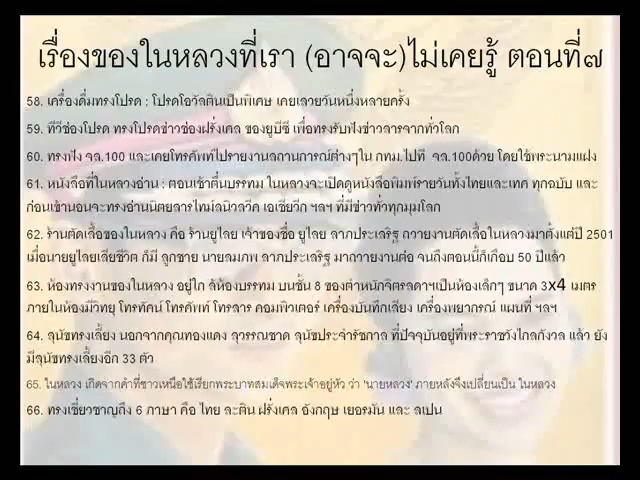 เรื่องของในหลวงที่เรา (อาจจะ)ไม่เคยรู้ ตอนที่๗
58. เครื่องดื่มทรงโปรด : โปรดโอวัลตินเป็นพิเศษ เคยเสวยวันหนึ่งหลายครั้ง
59. ทีวีช่องโปรด ทรงโปรดข่าวช่องฝรั่งเศส ของยูบีซี เพื่อทรงรับฟังข่าวสารจากทั่วโลก
60. ทรงฟัง จส.100 และเคยโทรศัพท์ไปรายงานสถานการณ์ต่างๆใน กทม.ไปที่ จส.100ด้วย โดยใช้พระนามแฝง
61. หนังสือที่ในหลวงอ่าน : ตอนเช้าตื่นบรรทม ในหลวงจะเปิดดูหนังสือพิมพ์รายวันทั้งไทยและเทศ ทุกฉบับ และ
ก่อนเข้านอนจะทรงอ่านนิตยสารไทม์สนิวสวีค เอเชียวีก ฯลฯ ที่มีข่าวทั่วทุกมุมโลก
62. ร้านตัดเสื้อของในหลวง คือ ร้านยูไลย เจ้าของชื่อ ยูไลย ลาภประเสริฐ ถวายงานตัดเสื้อในหลวงมาตั้งแต่ปี 2501
เมื่อนายยูไลยเสียชีวิต ก็มี ลูกชาย นายสมภพ ลาภประเสริฐ มาถวายงานต่อ จนถึงตอนนี้ก็เกือบ 50 ปีแล้ว
63. ห้องทรงงานของในหลวง อยู่ใก ล้ห้องบรรทม บนชั้น 8 ของตำหนักจิตรลดาฯเป็นห้องเล็กๆ ขนาด 3x4 เมตร
ภายในห้องมีวิทยุ โทรทัศน์ โทรศัพท์ โทรสาร คอมพิวเตอร์ เครื่องบันทึกเสียง เครื่องพยากรณ์ แผนที่ ฯลฯ
64. สุนัขทรงเลี้ยง นอกจากคุณทองแดง สุวรรณชาด สุนัขประจำรัชกาล ที่ปัจจุบันอยู่ที่พระราชวังไกลกังวล แล้ว ยัง
มีสุนัขทรงเลี้ยงอีก 33 ตัว
65. ในหลวง เกิดจากคำที่ชาวเหนือใช้เรียกพระบาทสมเด็จพระเจ้าอยู่หัว ว่า 'นายหลวง' ภายหลังจึงเปลี่ยนเป็น ในหลวง
66. ทรงเชี่ยวชาญถึง 6 ภาษา คือ ไทย ละติน ฝรั่งเศส อังกฤษ เยอรมัน และ สเปน